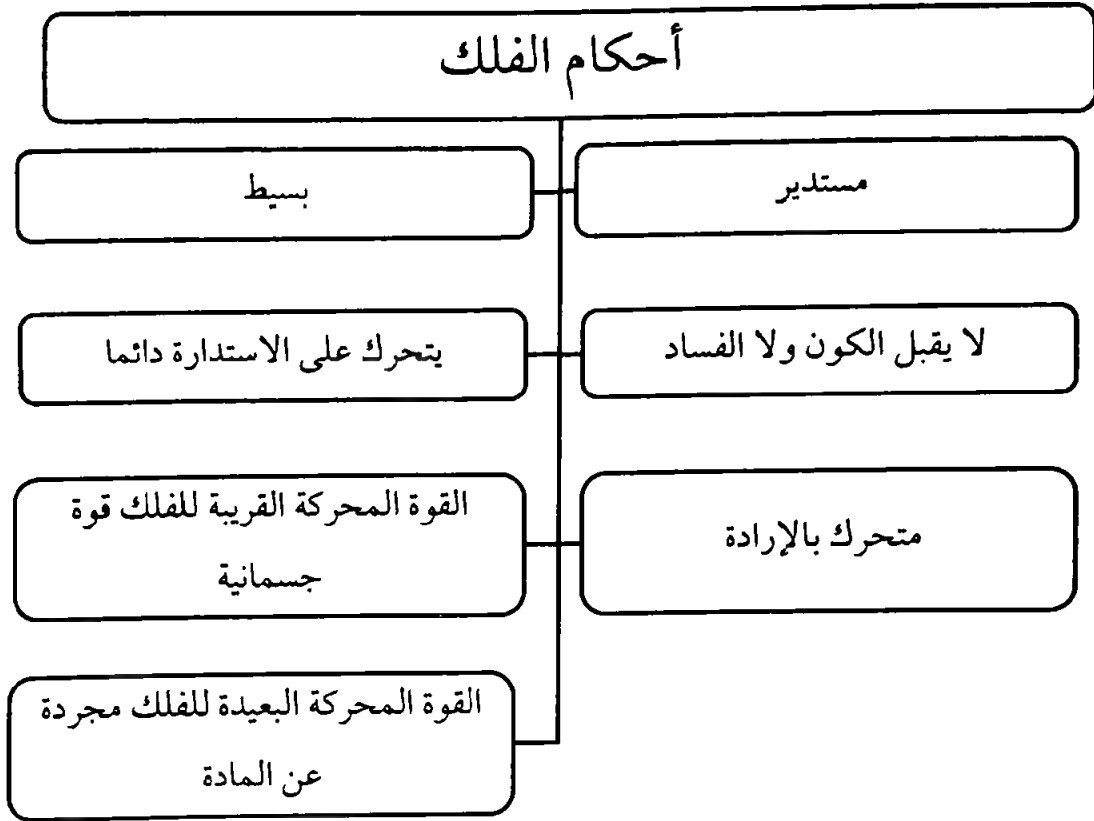 أحكام الفلك
مستدير
بسيط
لا يقبل الكون ولا الفساد
يتحرك على الاستدارة دائما
متحرك بالإرادة
القوة المحركة القريبة للفلك قوة
جسمانية
القوة المحركة البعيدة للفلك مجردة
عن المادة